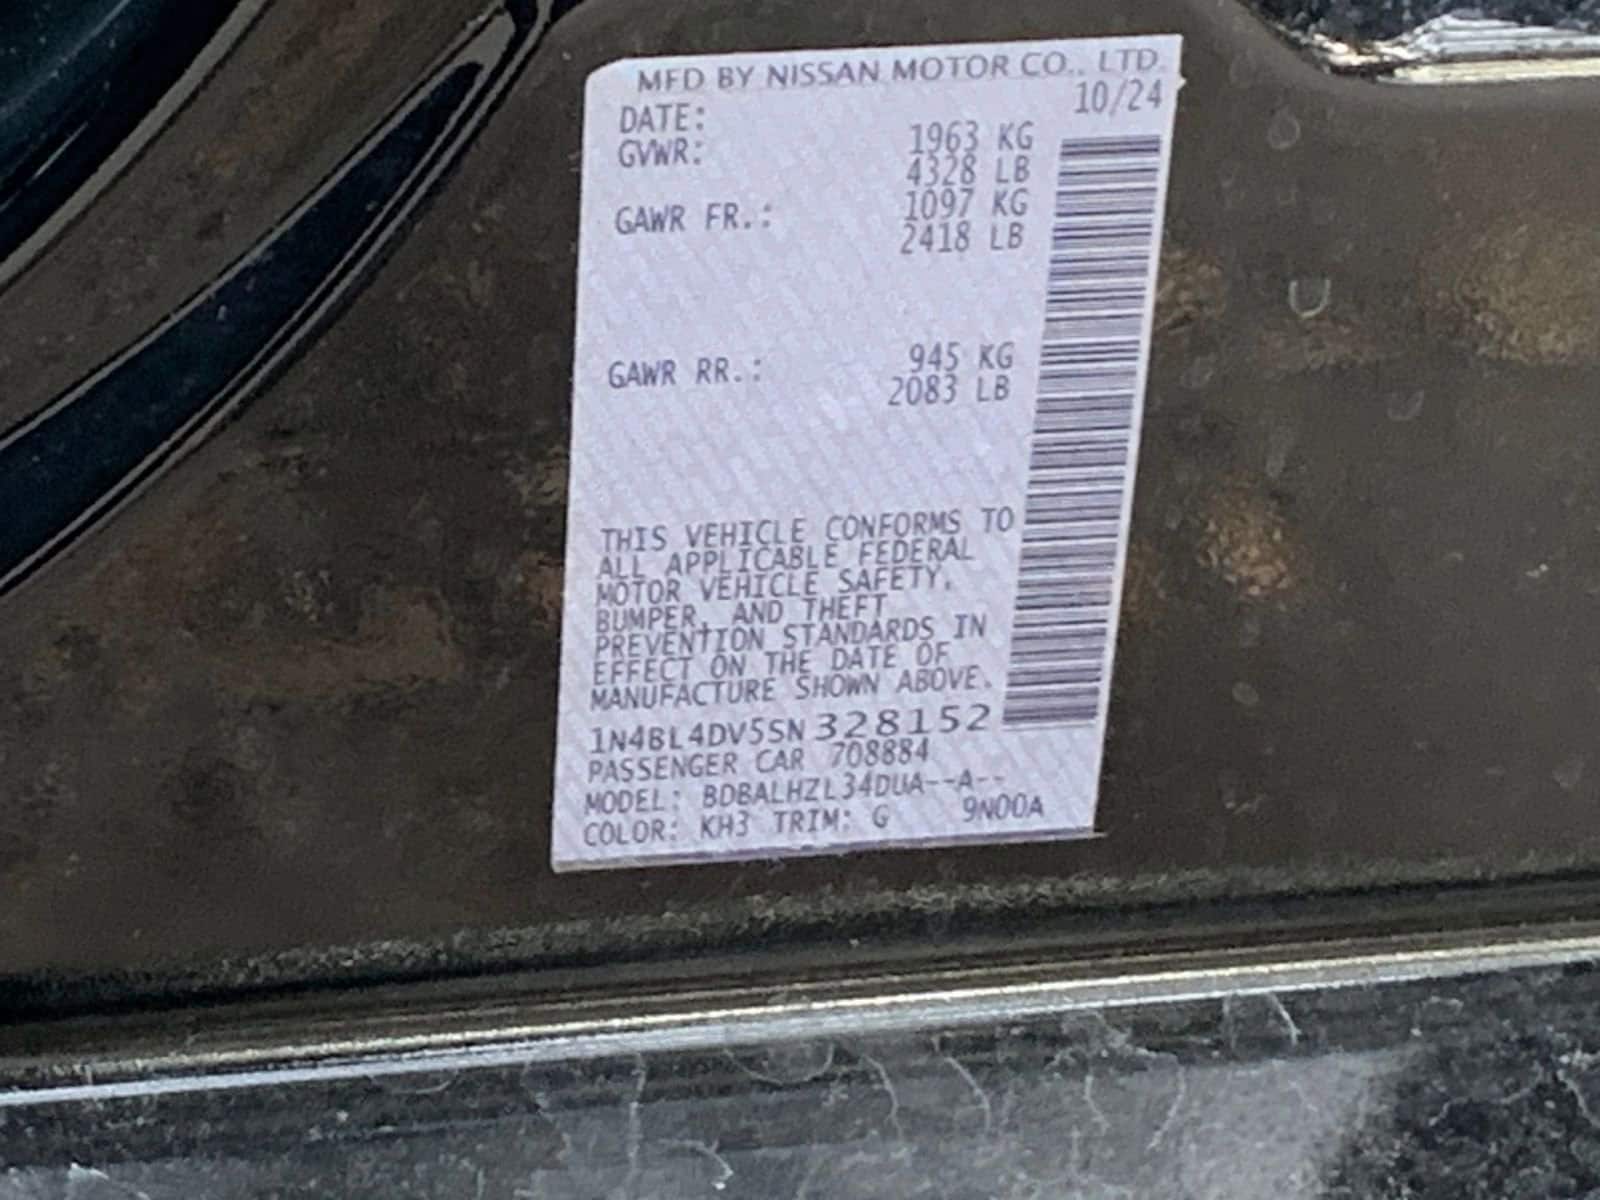 MFD BY NISSAN MOTOR CO., LTD.
DATE: 10/24
GVWR: 1963 KG
4328 LB
GAWR FR.: 1097 KG
2418 LB
GAWR RR.: 945 KG
2083 LB
THIS VEHICLE CONFORMS TO
ALL APPLICABLE FEDERAL
MOTOR VEHICLE SAFETY,
BUMPER, AND THEFT
PREVENTION STANDARDS IN
EFFECT ON THE DATE OF
MANUFACTURE SHOWN ABOVE.
1N4BL4DV5SN328152
PASSENGER CAR 708884
MODEL: BDBALHZL34DUA--A--
COLOR: KH3 TRIM: G 9N00A